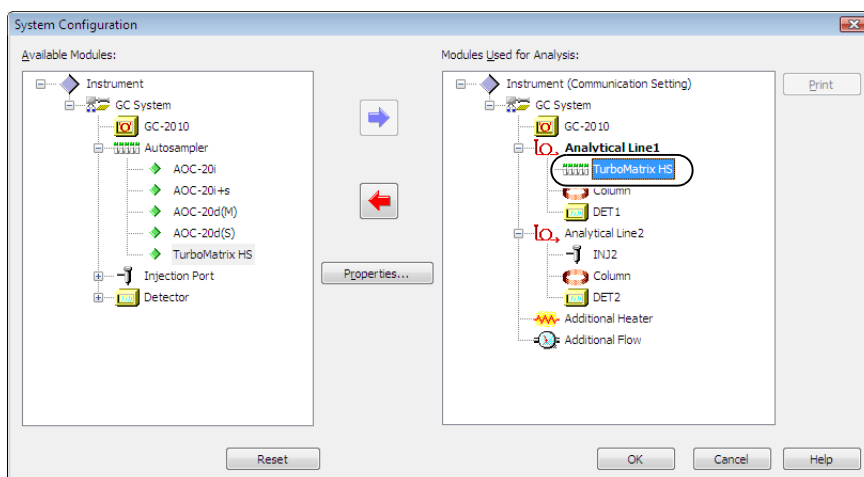 System Configuration
Available Modules:
Instrument
GC System
GC-2010
Autosampler
AOC-20i
AOC-20i+s
AOC-20d(M)
AOC-20d(S)
TurboMatrix HS
Injection Port
Detector
Properties...
Modules Used for Analysis:
Instrument (Communication Setting)
GC System
GC-2010
Analytical Line1
TurboMatrix HS
Column
DET1
Analytical Line2
INJ2
Column
DET2
Additional Heater
Additional Flow
Print
Reset
OK
Cancel
Help